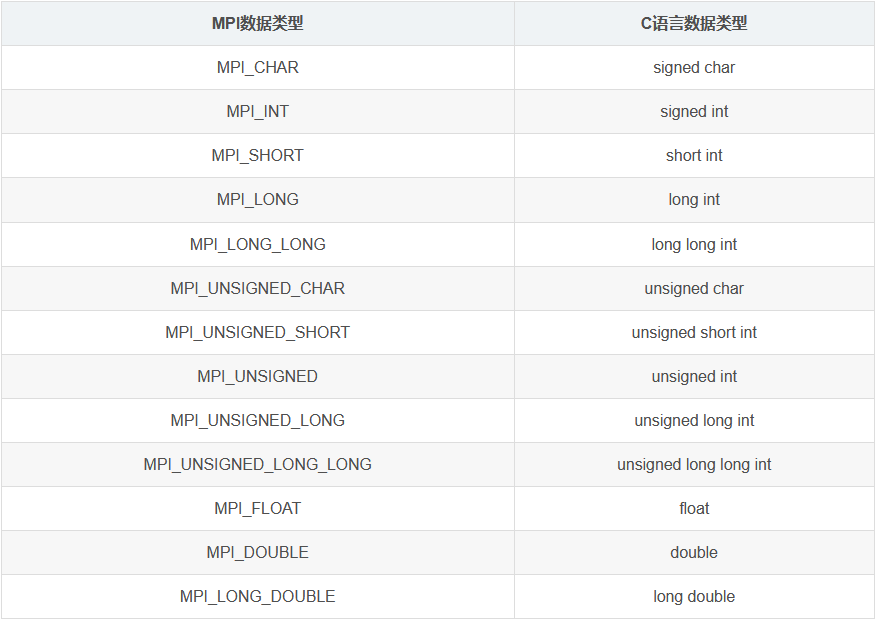 MPI数据类型 C语言数据类型
MPI_CHAR signed char
MPI_INT signed int
MPI_SHORT short int
MPI_LONG long int
MPI_LONG_LONG long long int
MPI_UNSIGNED_CHAR unsigned char
MPI_UNSIGNED_SHORT unsigned short int
MPI_UNSIGNED unsigned int
MPI_UNSIGNED_LONG unsigned long int
MPI_UNSIGNED_LONG_LONG unsigned long long int
MPI_FLOAT float
MPI_DOUBLE double
MPI_LONG_DOUBLE long double